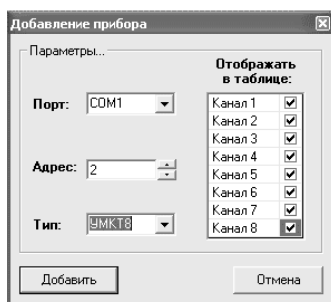 Добавление прибора
Параметры...
Отображать
в таблице:
Порт: COM1
Адрес: 2
Тип: УМКТ8
Канал 1
Канал 2
Канал 3
Канал 4
Канал 5
Канал 6
Канал 7
Канал 8
Добавить
Отмена